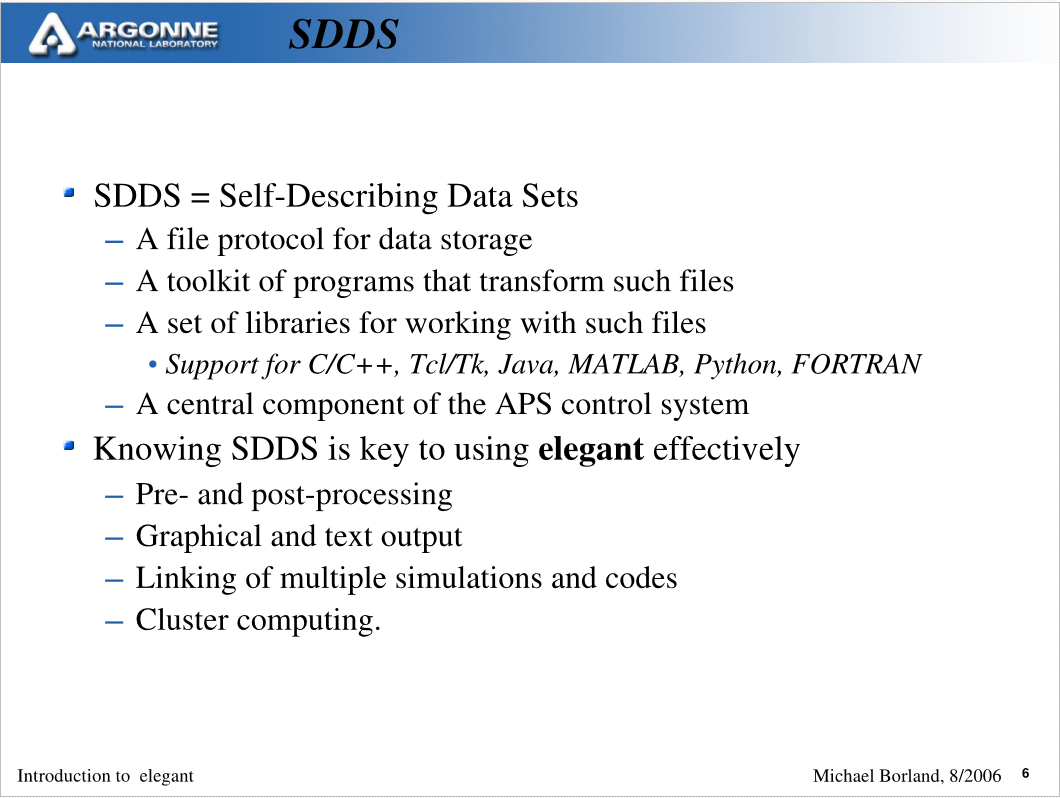 ARGONNE
NATIONAL LABORATORY
SDDS
SDDS = Self-Describing Data Sets
– A file protocol for data storage
– A toolkit of programs that transform such files
– A set of libraries for working with such files
• Support for C/C++, Tcl/Tk, Java, MATLAB, Python, FORTRAN
– A central component of the APS control system
Knowing SDDS is key to using elegant effectively
– Pre- and post-processing
– Graphical and text output
– Linking of multiple simulations and codes
– Cluster computing.
Introduction to elegant
Michael Borland, 8/2006 6